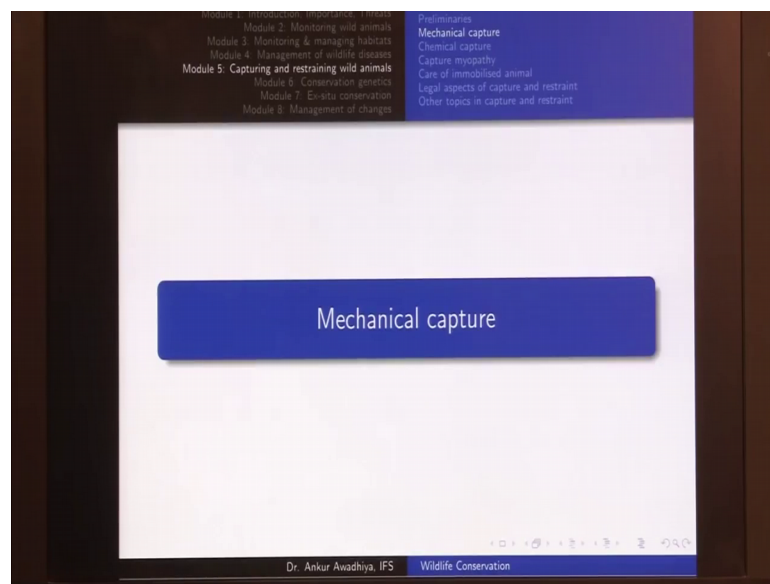 Module 1: Introduction: Importance: Threats
Module 2: Monitoring wild animals
Module 3: Monitoring & managing habitats
Module 4: Management of wildlife diseases
Module 5: Capturing and restraining wild animals
Module 6: Conservation genetics
Module 7: Ex-situ conservation
Module 8: Management of changes
Preliminaries
Mechanical capture
Chemical capture
Capture myopathy
Care of immobilised animal
Legal aspects of capture and restraint
Other topics in capture and restraint
Mechanical capture
Dr. Ankur Awadhiya, IFS
Wildlife Conservation